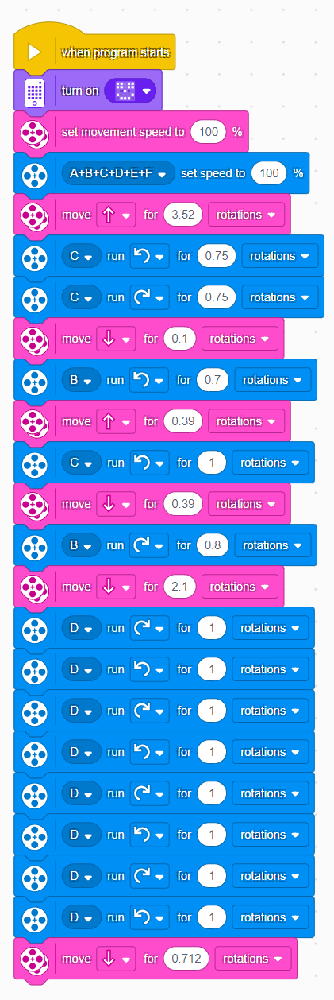 when program starts
turn on
set movement speed to 100 %
A+B+C+D+E+F set speed to 100 %
move for 3.52 rotations
C run for 0.75 rotations
C run for 0.75 rotations
move for 0.1 rotations
B run for 0.7 rotations
move for 0.39 rotations
C run for 1 rotations
move for 0.39 rotations
B run for 0.8 rotations
move for 2.1 rotations
D run for 1 rotations
D run for 1 rotations
D run for 1 rotations
D run for 1 rotations
D run for 1 rotations
D run for 1 rotations
D run for 1 rotations
D run for 1 rotations
move for 0.712 rotations